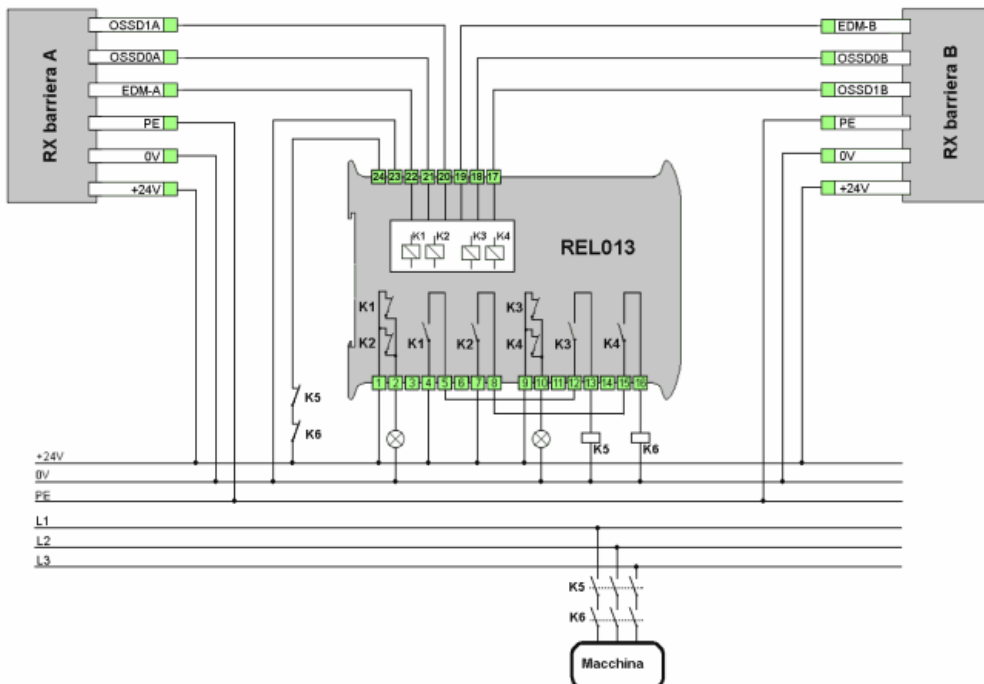 OSSD1A
OSSD0A
EDM-A
PE
0V
+24V
RX barriera A
EDM-B
OSSD0B
OSSD1B
PE
0V
+24V
RX barriera B
24 23 22 21 20 19 18 17
K1 K2 K3 K4
REL013
K1
K2
K1
K2
K3
K4
K3
K4
1 2 3 4 5 6 7 8 9 10 11 12 13 14 15 16
K5
K6
K5
K6
+24V
0V
PE
L1
L2
L3
K5
K6
Macchina